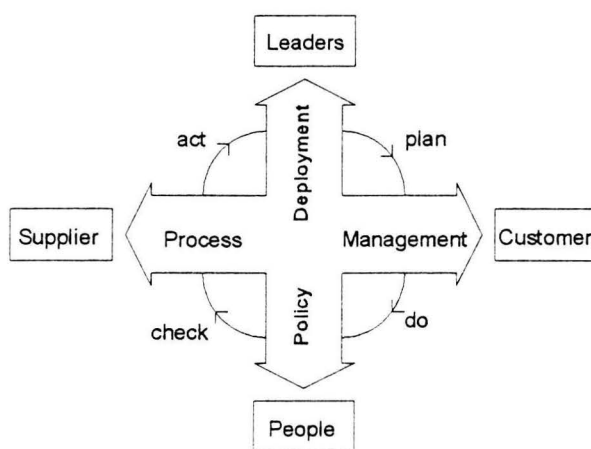 Leaders
act
plan
Deployment
Supplier
Process
Management
Customer
Policy
check
do
People